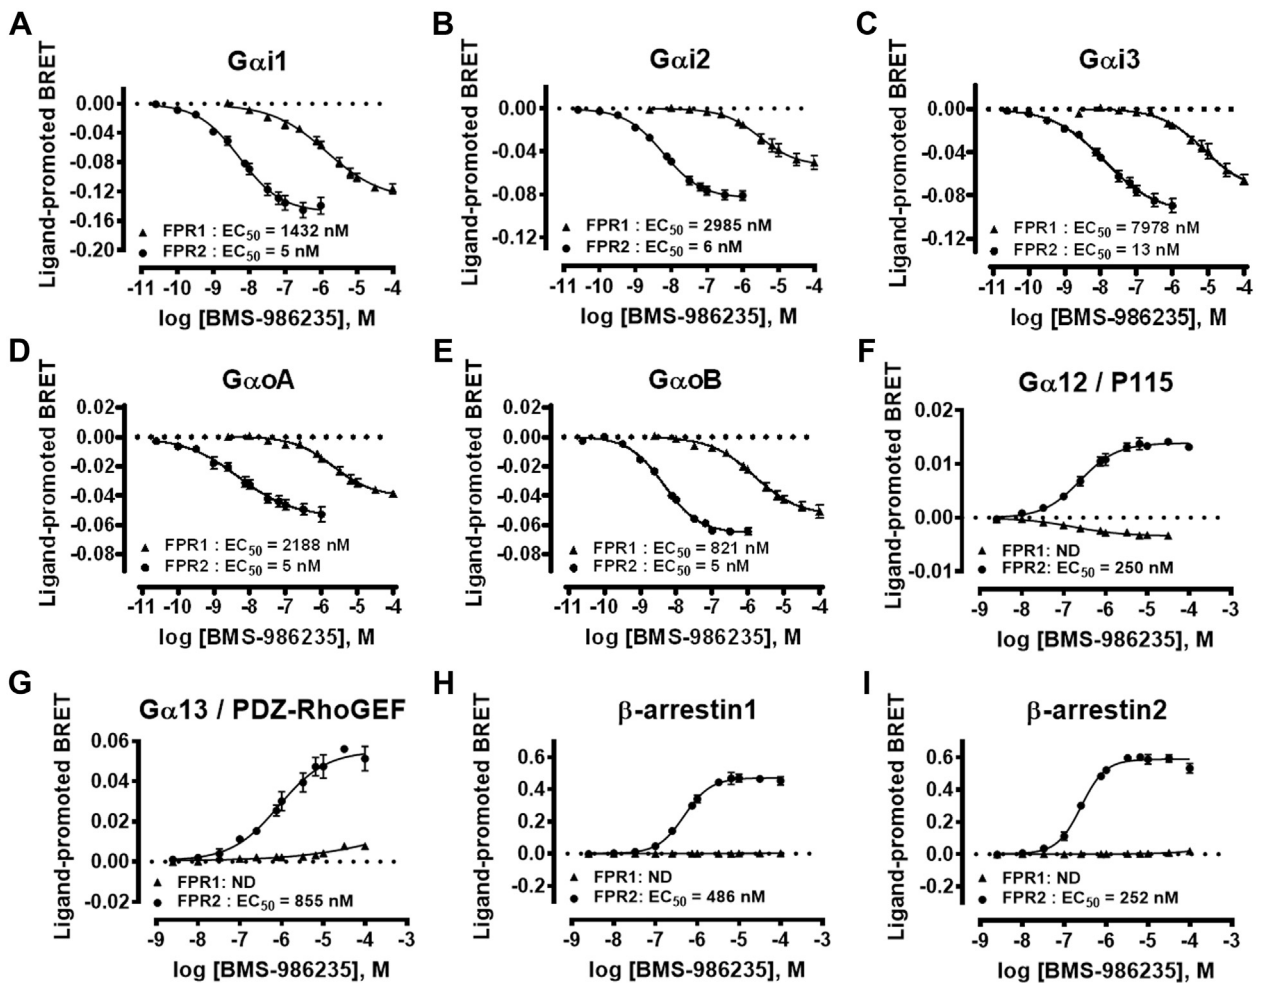 A
Gαi1
Ligand-promoted BRET
0.00
-0.04
-0.08
-0.12
-0.16
-0.20
▲ FPR1 : EC50 = 1432 nM
● FPR2 : EC50 = 5 nM
-11 -10 -9 -8 -7 -6 -5 -4
log [BMS-986235], M
B
Gαi2
Ligand-promoted BRET
0.00
-0.04
-0.08
-0.12
▲ FPR1 : EC50 = 2985 nM
● FPR2 : EC50 = 6 nM
-11 -10 -9 -8 -7 -6 -5 -4
log [BMS-986235], M
C
Gαi3
Ligand-promoted BRET
0.00
-0.04
-0.08
-0.12
▲ FPR1 : EC50 = 7978 nM
● FPR2 : EC50 = 13 nM
-11 -10 -9 -8 -7 -6 -5 -4
log [BMS-986235], M
D
GαoA
Ligand-promoted BRET
0.02
0.00
-0.02
-0.04
-0.06
-0.08
▲ FPR1 : EC50 = 2188 nM
● FPR2 : EC50 = 5 nM
-11 -10 -9 -8 -7 -6 -5 -4
log [BMS-986235], M
E
GαoB
Ligand-promoted BRET
0.02
0.00
-0.02
-0.04
-0.06
-0.08
▲ FPR1 : EC50 = 821 nM
● FPR2 : EC50 = 5 nM
-11 -10 -9 -8 -7 -6 -5 -4
log [BMS-986235], M
F
Gα12 / P115
Ligand-promoted BRET
0.02
0.01
0.00
-0.01
▲ FPR1: ND
● FPR2: EC50 = 250 nM
-9 -8 -7 -6 -5 -4 -3
log [BMS-986235], M
G
Gα13 / PDZ-RhoGEF
Ligand-promoted BRET
0.06
0.04
0.02
0.00
-0.02
▲ FPR1: ND
● FPR2 : EC50 = 855 nM
-9 -8 -7 -6 -5 -4 -3
log [BMS-986235], M
H
β-arrestin1
Ligand-promoted BRET
0.6
0.4
0.2
0.0
-0.2
▲ FPR1: ND
● FPR2: EC50 = 486 nM
-9 -8 -7 -6 -5 -4 -3
log [BMS-986235], M
I
β-arrestin2
Ligand-promoted BRET
0.6
0.4
0.2
0.0
-0.2
▲ FPR1: ND
● FPR2 : EC50 = 252 nM
-9 -8 -7 -6 -5 -4 -3
log [BMS-986235], M